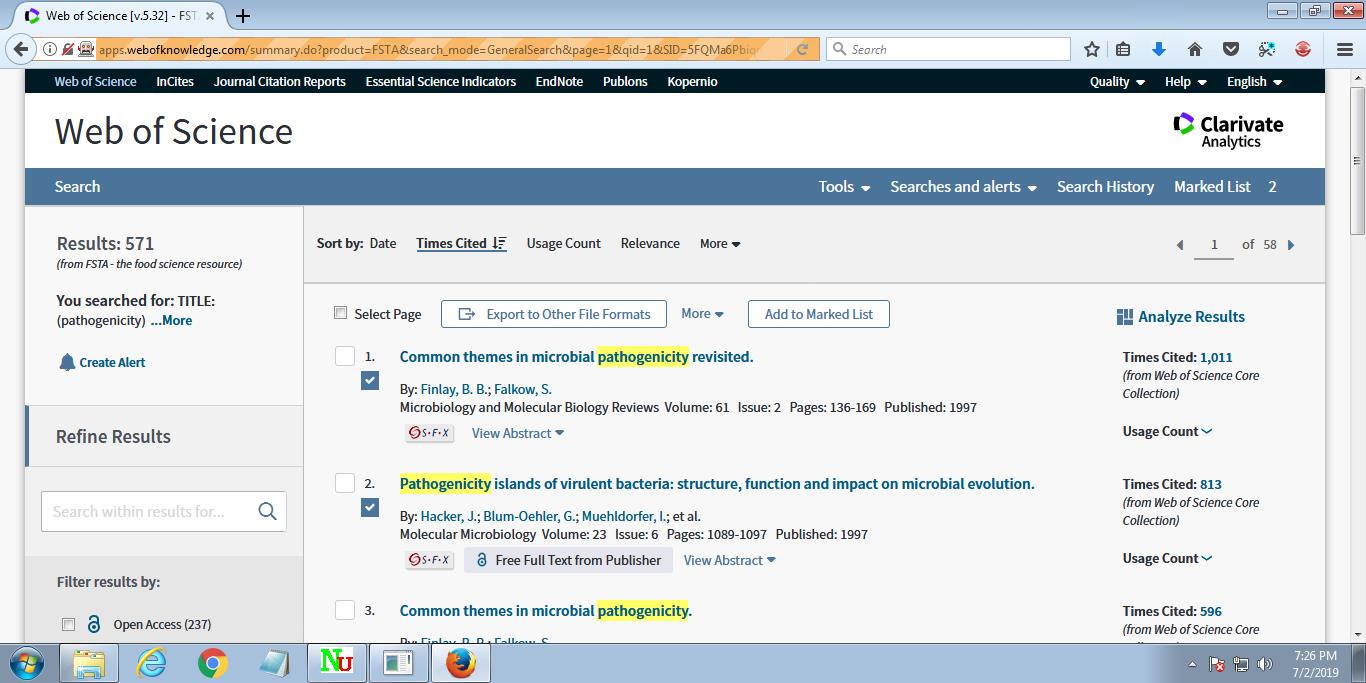 Web of Science [v.5.32] - FST
apps.webofknowledge.com/summary.do?product=FSTA&search_mode=GeneralSearch&page=1&qid=1&SID=5FQMa6Pbio
Search
Web of Science InCites Journal Citation Reports Essential Science Indicators EndNote Publons Kopernio Quality Help English
Web of Science
Clarivate
Analytics
Search Tools Searches and alerts Search History Marked List 2
Results: 571
(from FSTA - the food science resource)
You searched for: TITLE:
(pathogenicity) ...More
Create Alert
Refine Results
Search within results for...
Filter results by:
Open Access (237)
Sort by: Date Times Cited Usage Count Relevance More
1 of 58
Select Page Export to Other File Formats More Add to Marked List
Analyze Results
1. Common themes in microbial pathogenicity revisited.
By: Finlay, B. B.; Falkow, S.
Microbiology and Molecular Biology Reviews Volume: 61 Issue: 2 Pages: 136-169 Published: 1997
S·F·X View Abstract
Times Cited: 1,011
(from Web of Science Core
Collection)
Usage Count
2. Pathogenicity islands of virulent bacteria: structure, function and impact on microbial evolution.
By: Hacker, J.; Blum-Oehler, G.; Muehldorfer, I.; et al.
Molecular Microbiology Volume: 23 Issue: 6 Pages: 1089-1097 Published: 1997
S·F·X Free Full Text from Publisher View Abstract
Times Cited: 813
(from Web of Science Core
Collection)
Usage Count
3. Common themes in microbial pathogenicity.
By: Finlay, B. B.; Falkow, S.
Times Cited: 596
(from Web of Science Core
Nu
7:26 PM
7/2/2019